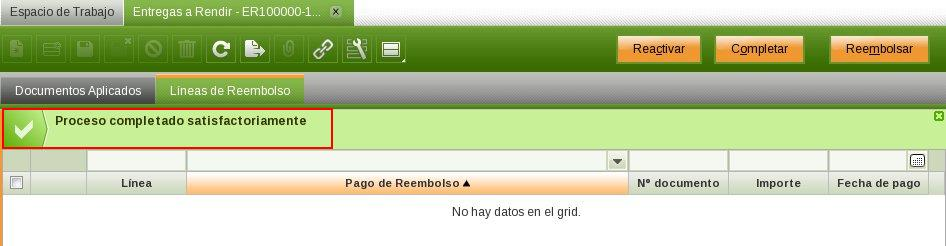 Espacio de Trabajo
Entregas a Rendir - ER100000-1...
Reactivar
Completar
Reembolsar
Documentos Aplicados
Líneas de Reembolso
Proceso completado satisfactoriamente
Línea
Pago de Reembolso
Nº documento
Importe
Fecha de pago
No hay datos en el grid.